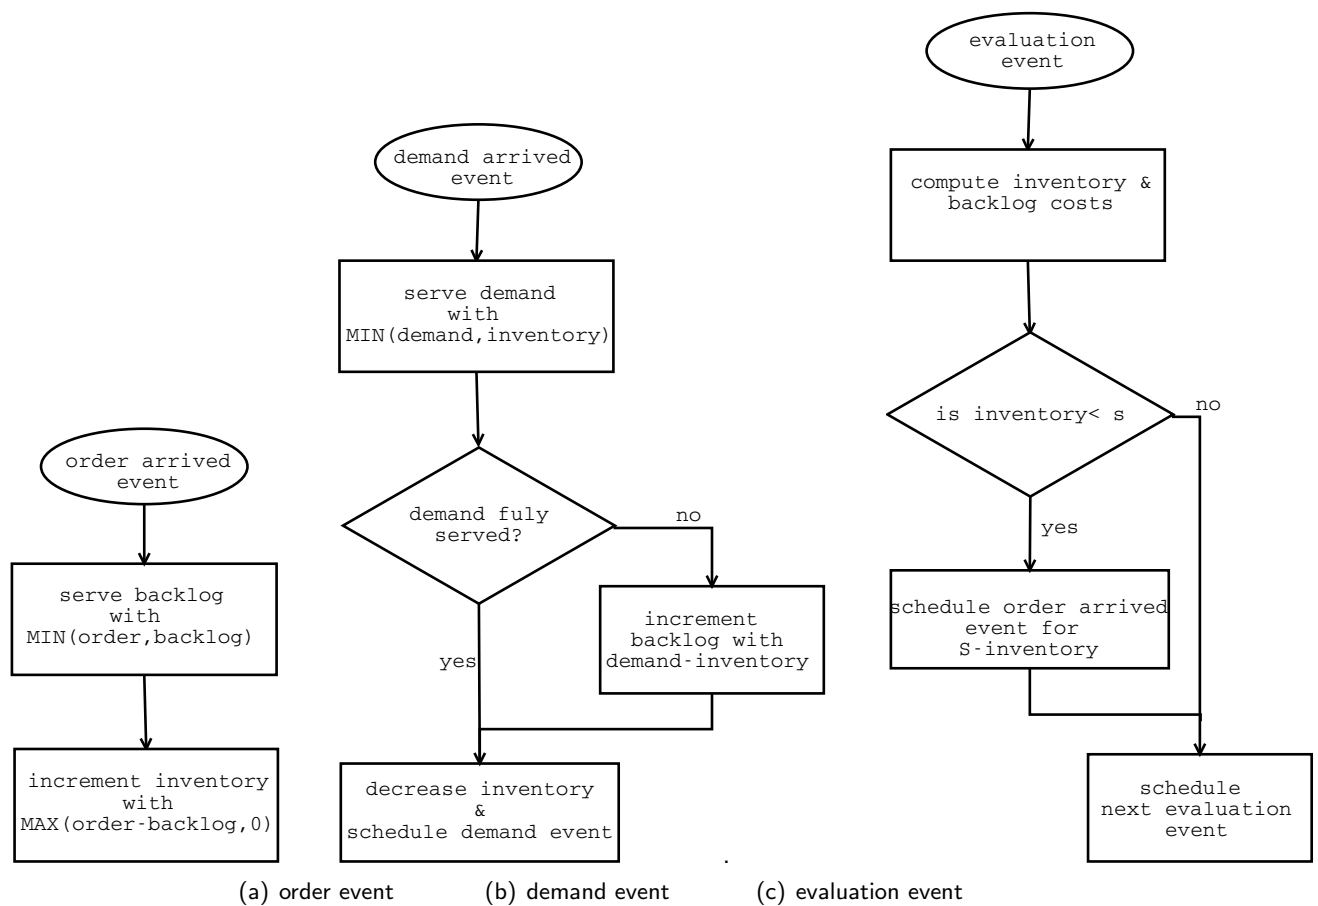 order arrived
event
serve backlog
with
MIN(order,backlog)
increment inventory
with
MAX(order-backlog,0)
demand arrived
event
serve demand
with
MIN(demand,inventory)
demand fuly
served?
no
yes
increment
backlog with
demand-inventory
decrease inventory
&
schedule demand event
evaluation
event
compute inventory &
backlog costs
is inventory< s
no
yes
schedule order arrived
event for
S-inventory
schedule
next evaluation
event
.
(a) order event
(b) demand event
(c) evaluation event